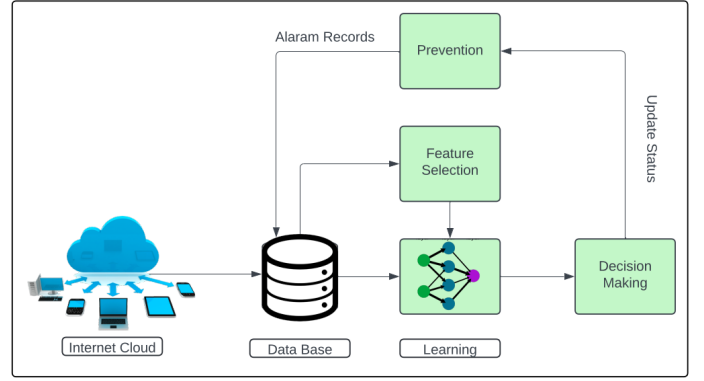 Alaram Records
Prevention
Update Status
Feature
Selection
Decision
Making
Internet Cloud
Data Base
Learning